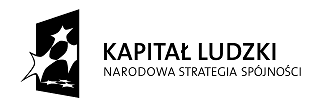 KAPITAŁ LUDZKI
NARODOWA STRATEGIA SPÓJNOŚCI